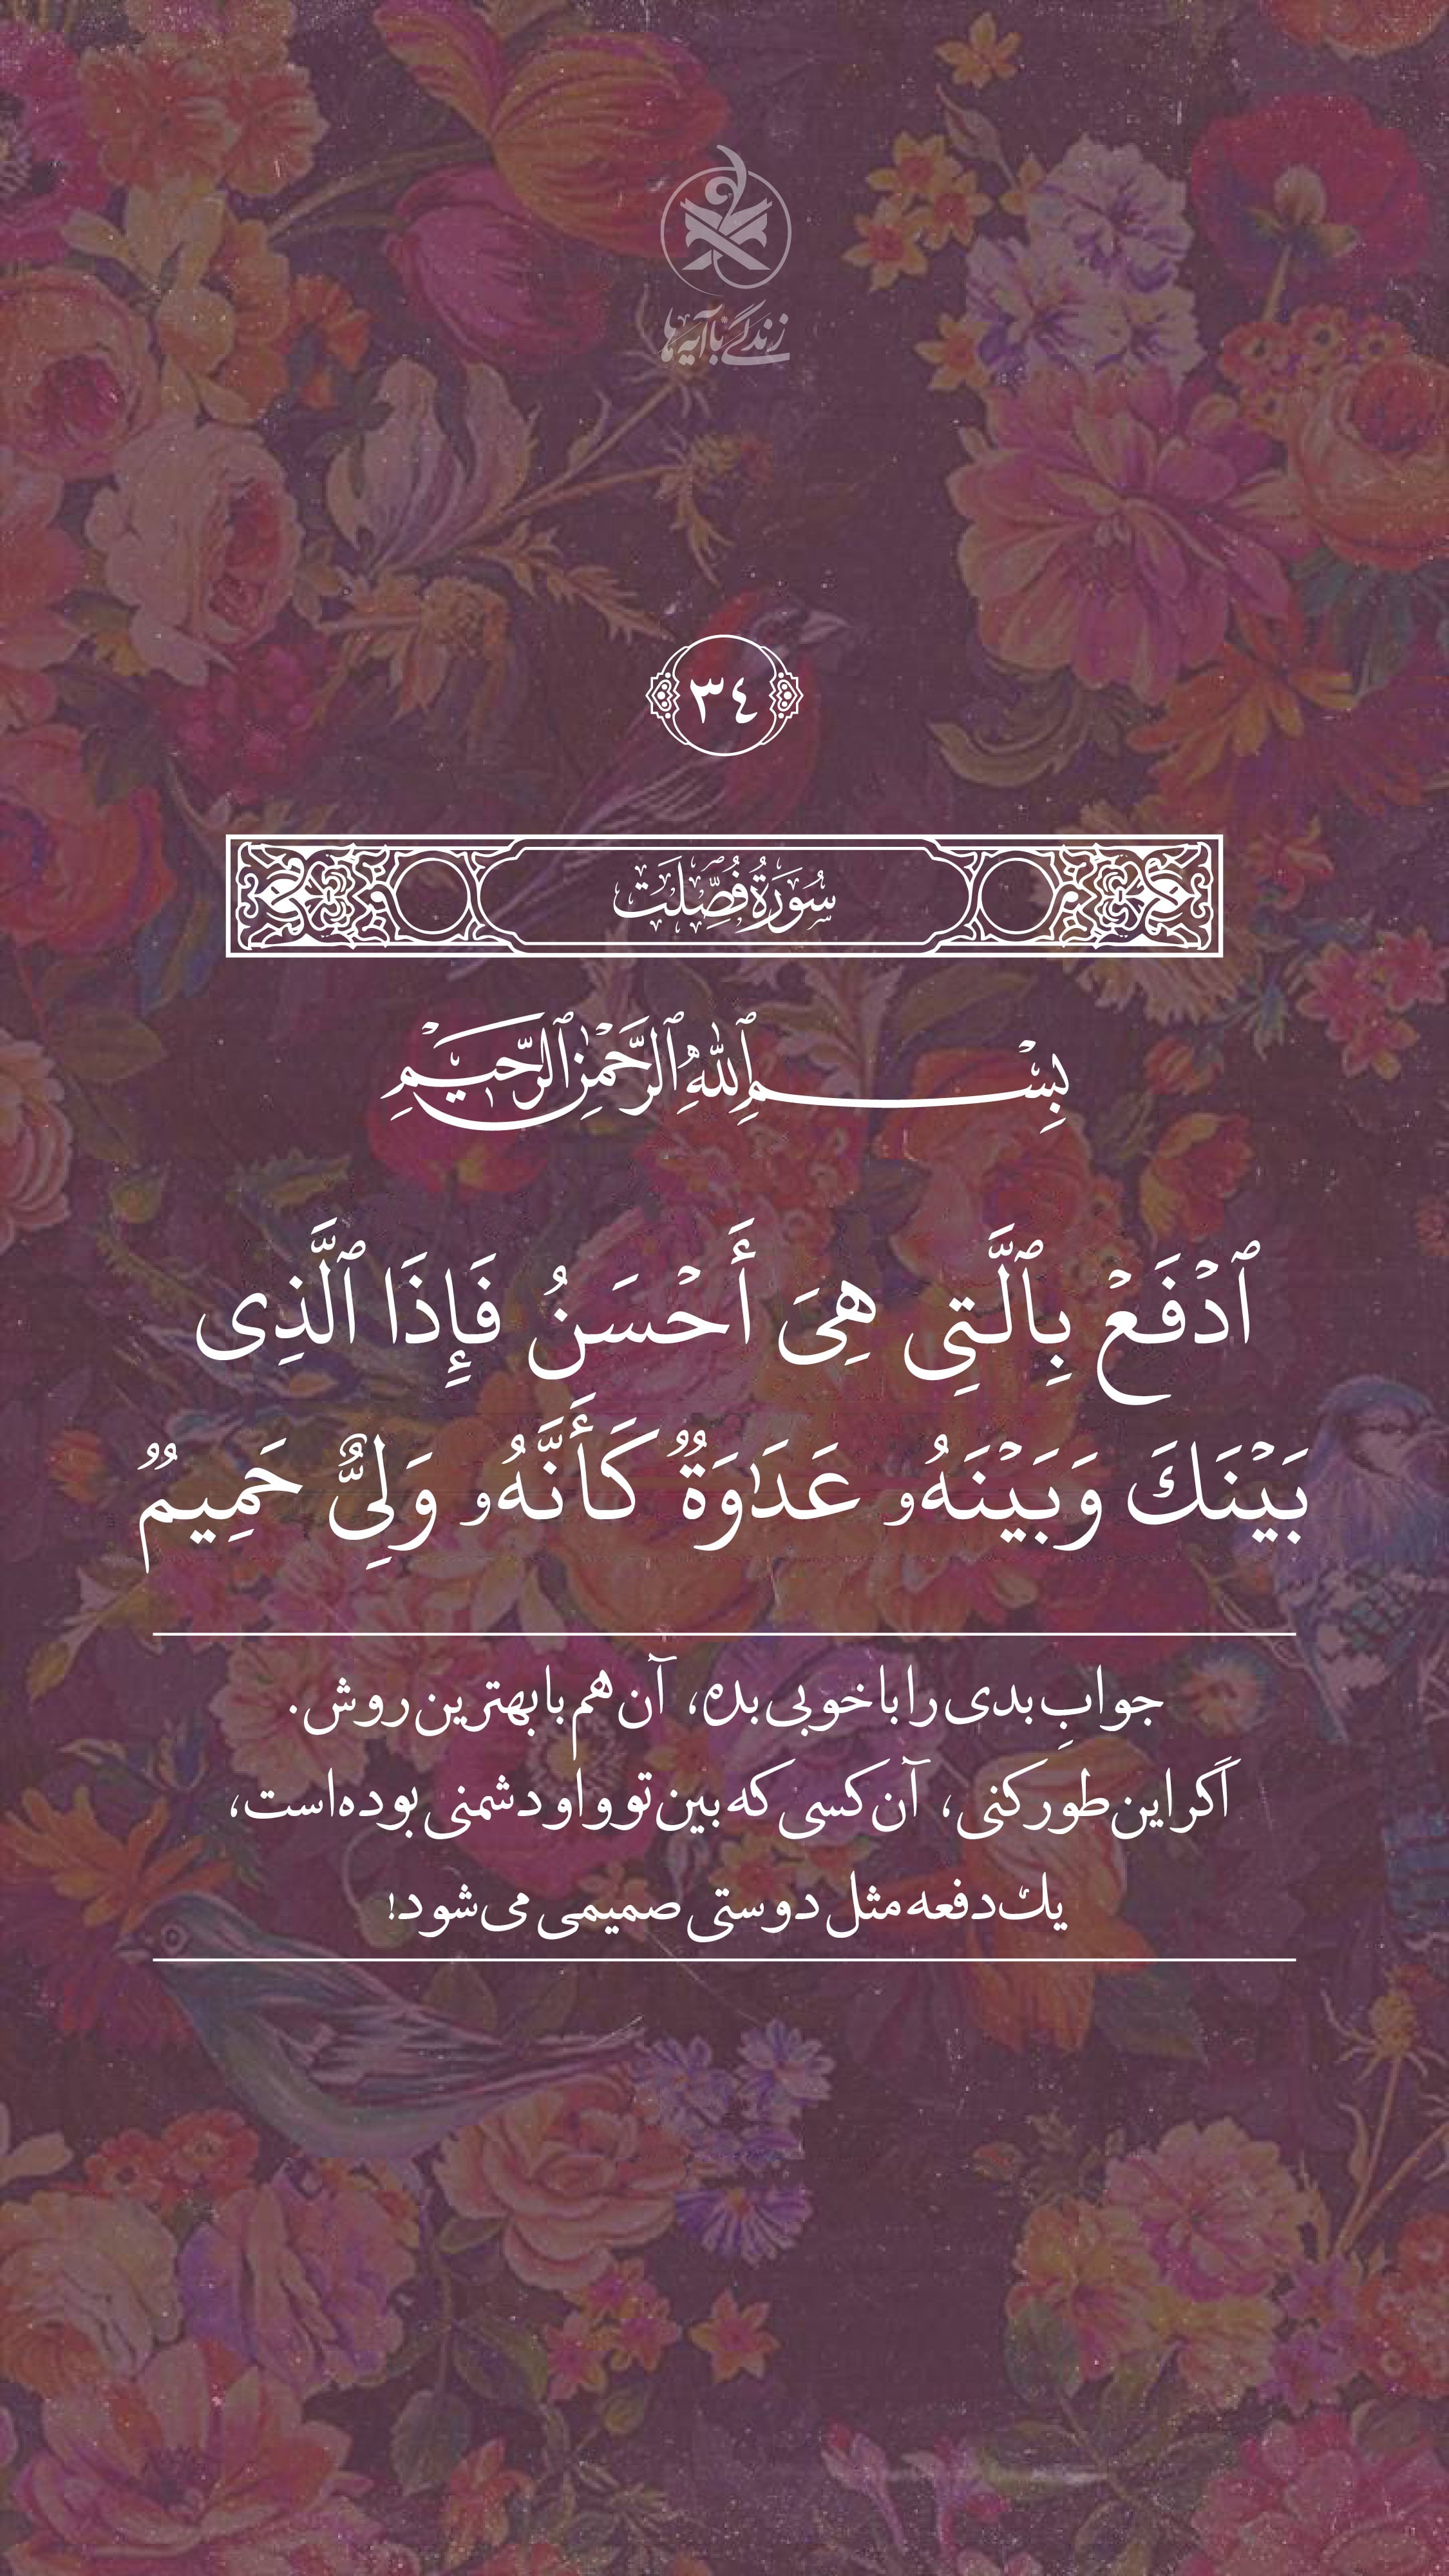 زندگی با آیه‌ها
٣٤
سُورَةُ فُصِّلَت
بِسْمِ ٱللَّهِ ٱلرَّحْمَٰنِ ٱلرَّحِيمِ
ٱدْفَعْ بِٱلَّتِى هِىَ أَحْسَنُ فَإِذَا ٱلَّذِى
بَيْنَكَ وَبَيْنَهُۥ عَدَٰوَةٌ كَأَنَّهُۥ وَلِىٌّ حَمِيمٌ
جوابِ بدی را با خوبی بده، آن هم با بهترین روش.
اگر این طور کنی، آن کسی که بین تو و او دشمنی بوده است،
یک دفعه مثل دوستی صمیمی می‌شود!